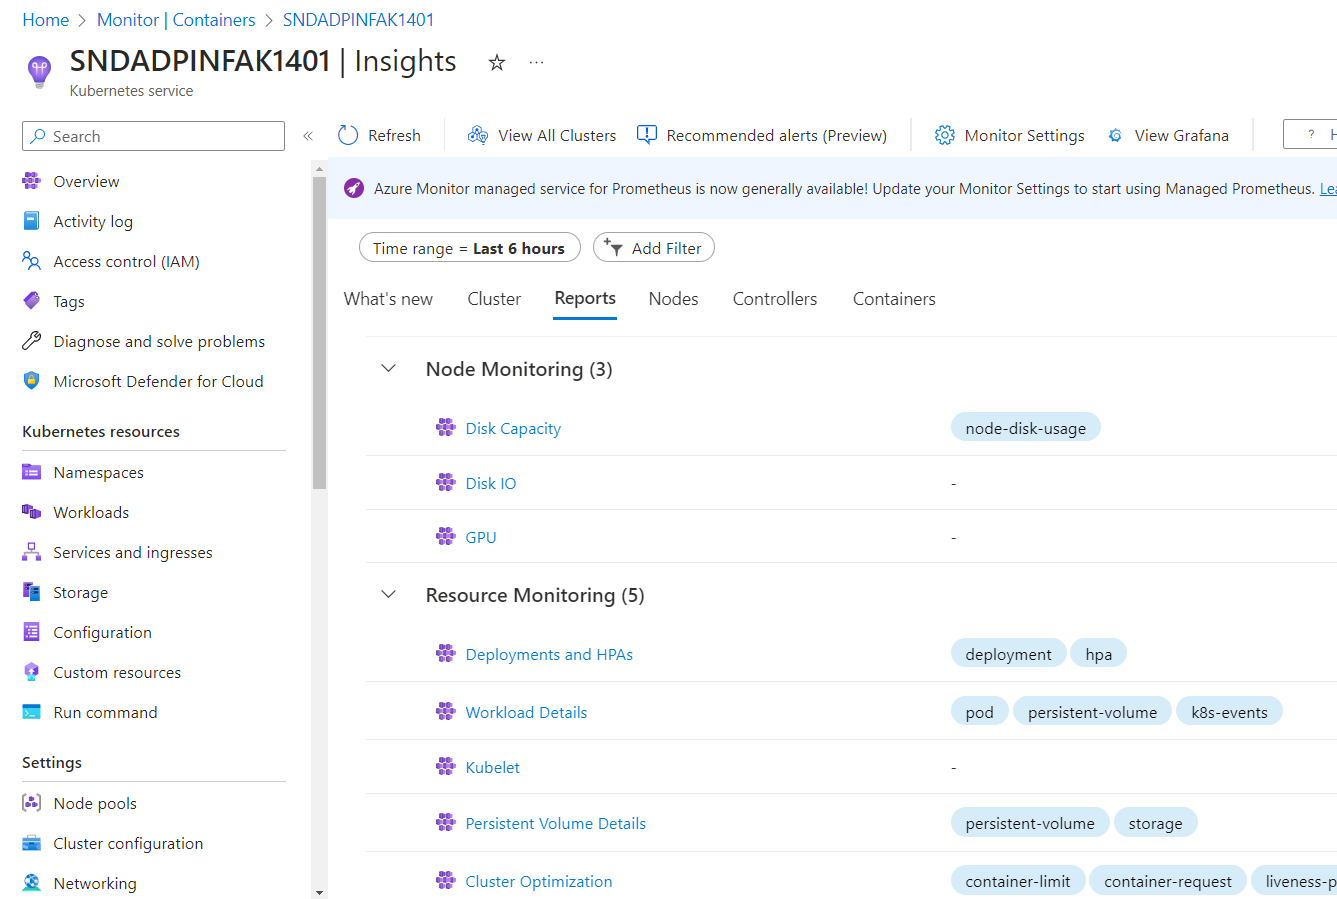 Home > Monitor | Containers > SNDADPINFAK1401
SNDADPINFAK1401 | Insights
Kubernetes service
Search
Overview
Activity log
Access control (IAM)
Tags
Diagnose and solve problems
Microsoft Defender for Cloud
Kubernetes resources
Namespaces
Workloads
Services and ingresses
Storage
Configuration
Custom resources
Run command
Settings
Node pools
Cluster configuration
Networking
Refresh View All Clusters Recommended alerts (Preview) Monitor Settings View Grafana ?
Azure Monitor managed service for Prometheus is now generally available! Update your Monitor Settings to start using Managed Prometheus.
Time range = Last 6 hours Add Filter
What's new Cluster Reports Nodes Controllers Containers
Node Monitoring (3)
Disk Capacity node-disk-usage
Disk IO -
GPU -
Resource Monitoring (5)
Deployments and HPAs deployment hpa
Workload Details pod persistent-volume k8s-events
Kubelet -
Persistent Volume Details persistent-volume storage
Cluster Optimization container-limit container-request liveness-p